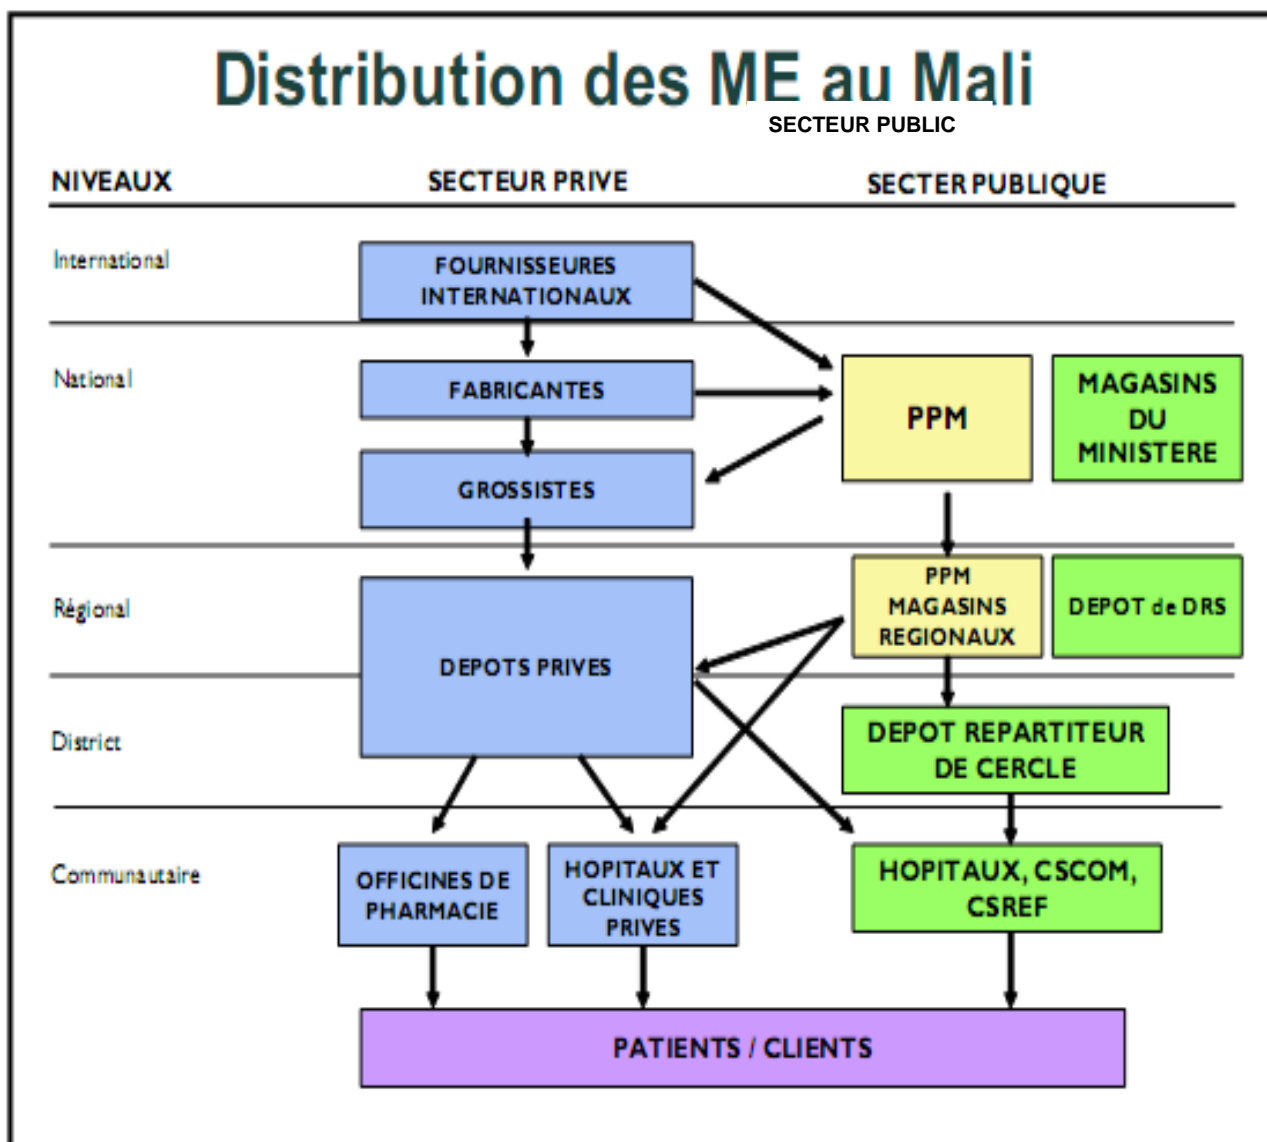 Distribution des ME au Mali
SECTEUR PUBLIC
NIVEAUX
SECTEUR PRIVE
SECTER PUBLIQUE
International
FOURNISSEURES
INTERNATIONAUX
National
FABRICANTES
PPM
MAGASINS
DU
MINISTERE
GROSSISTES
Régional
DEPOTS PRIVES
PPM
MAGASINS
REGIONAUX
DEPOT de DRS
District
DEPOT REPARTITEUR
DE CERCLE
Communautaire
OFFICINES DE
PHARMACIE
HOPITAUX ET
CLINIQUES
PRIVES
HOPITAUX, CSCOM,
CSREF
PATIENTS / CLIENTS